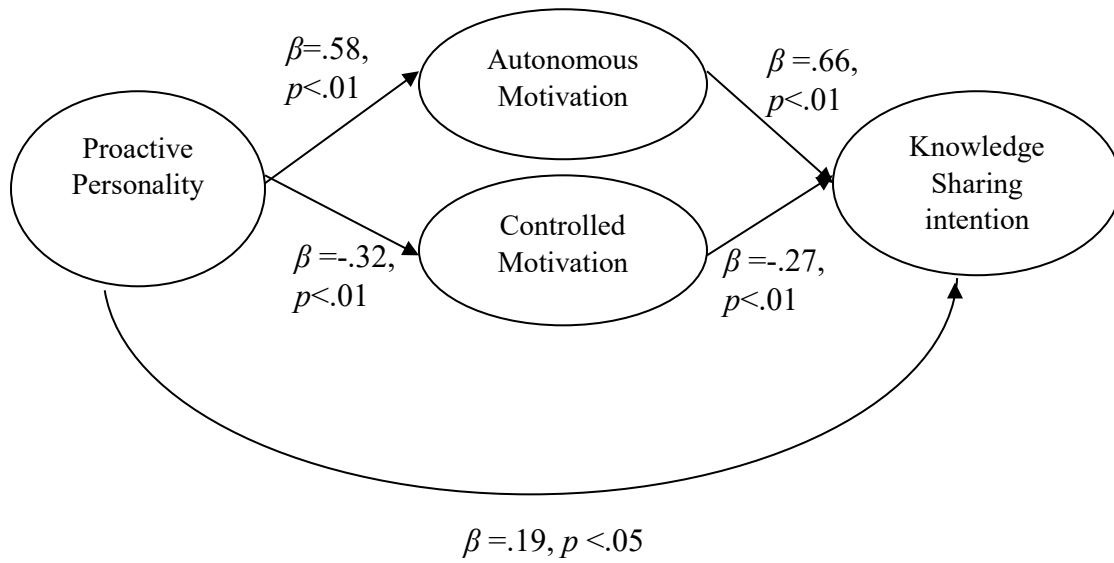 β=.58,
p<.01
Autonomous
Motivation
β =.66,
p<.01
Proactive
Personality
Knowledge
Sharing
intention
β =-.32,
p<.01
Controlled
Motivation
β =-.27,
p<.01
β =.19, p <.05